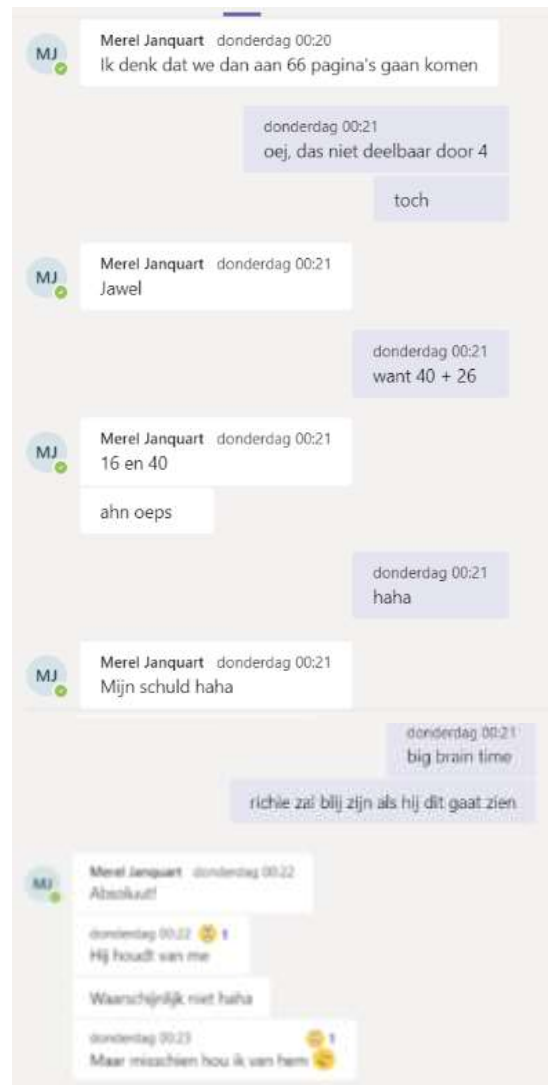 MJ
Merel Janquart donderdag 00:20
Ik denk dat we dan aan 66 pagina's gaan komen
donderdag 00:21
oej, das niet deelbaar door 4
toch
MJ
Merel Janquart donderdag 00:21
Jawel
donderdag 00:21
want 40 + 26
MJ
Merel Janquart donderdag 00:21
16 en 40
ahn oeps
donderdag 00:21
haha
MJ
Merel Janquart donderdag 00:21
Mijn schuld haha
donderdag 00:21
big brain time
richie zal blij zijn als hij dit gaat zien
MJ
Merel Janquart donderdag 00:22
Absoluut!
donderdag 00:22 1
Hij houdt van me
Waarschijnlijk niet haha
donderdag 00:23 1
Maar misschien hou ik van hem